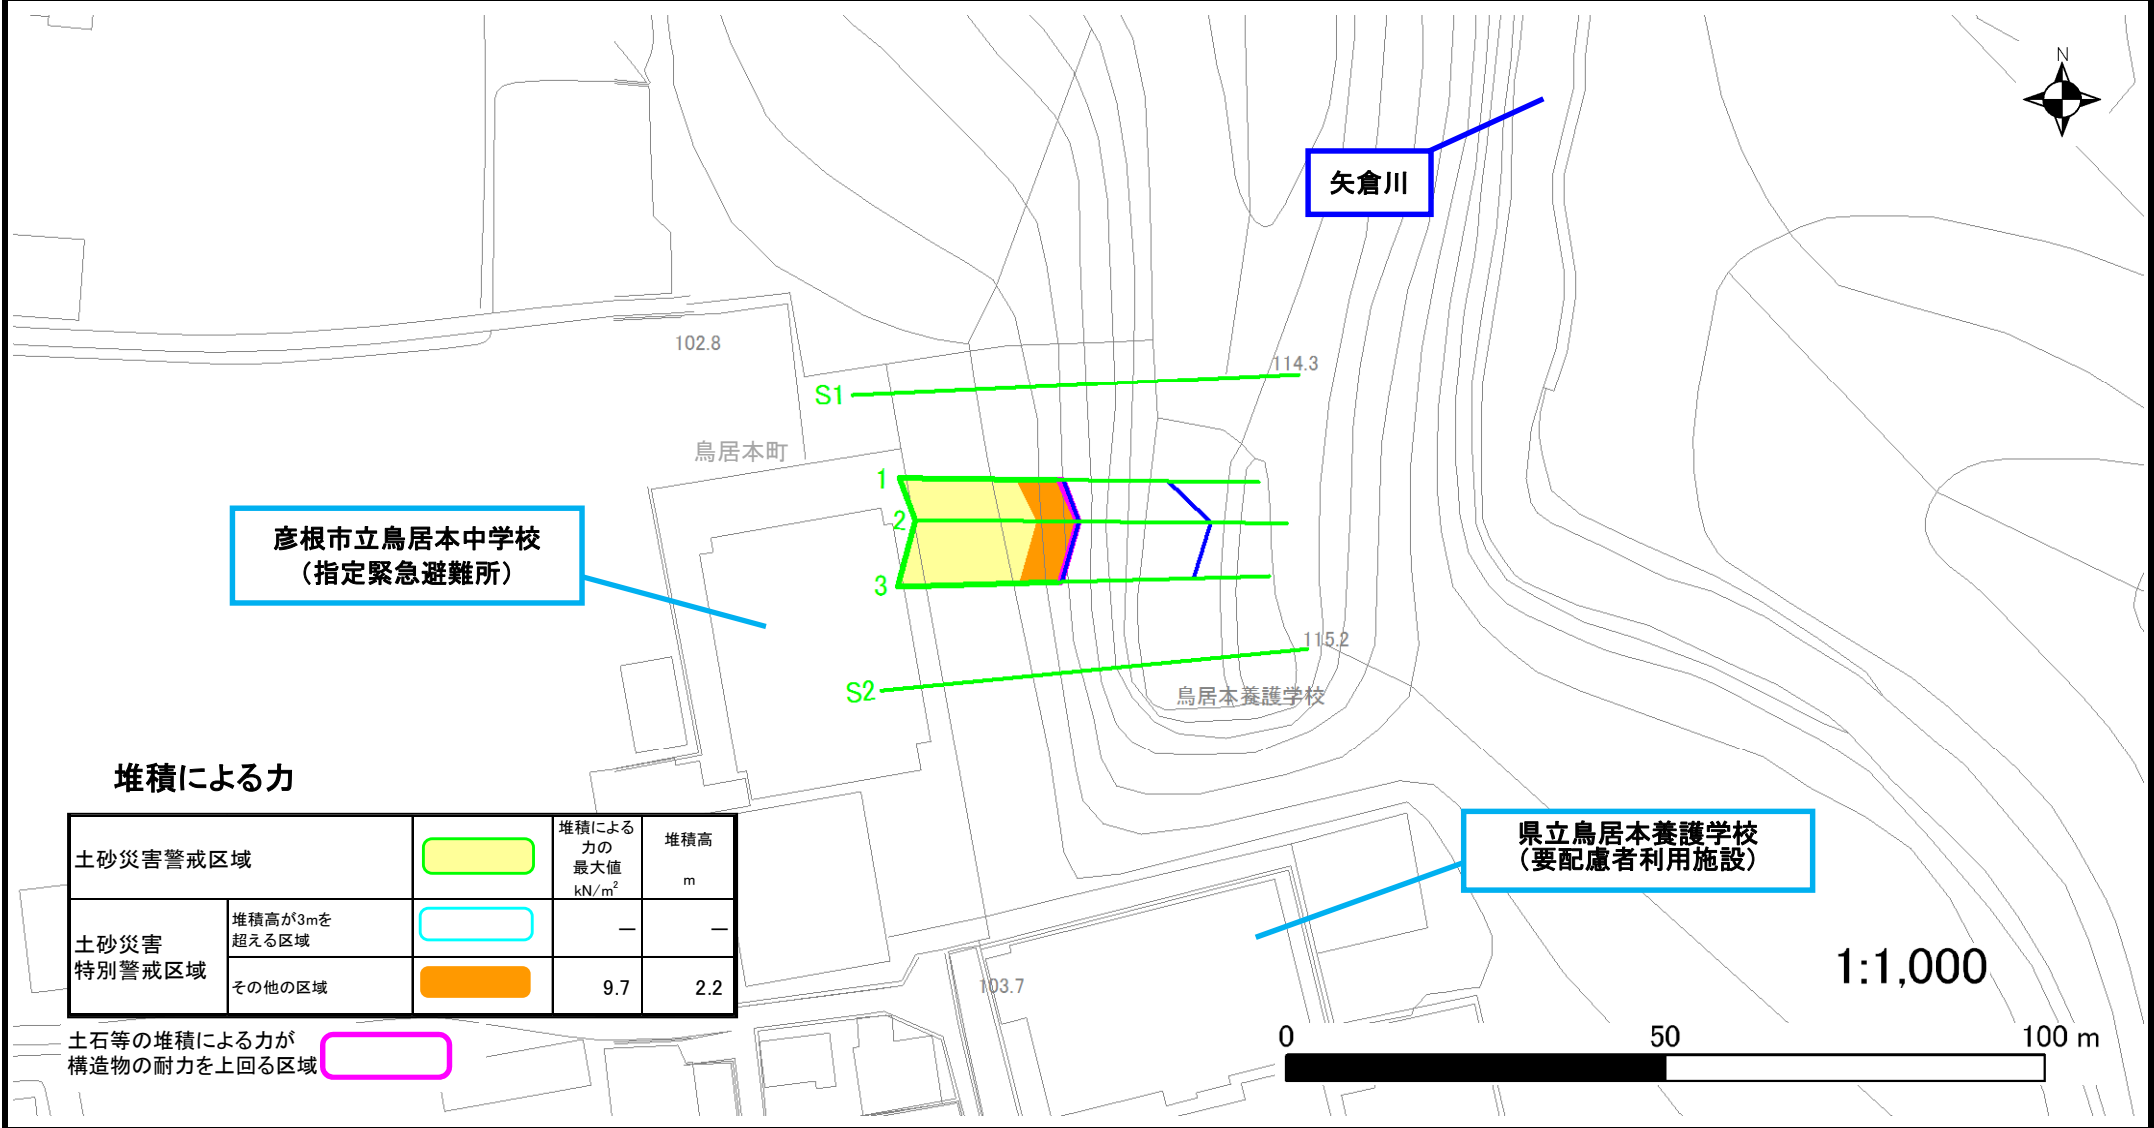 N
矢倉川
102.8
114.3
S1
鳥居本町
1
2
3
彦根市立鳥居本中学校
（指定緊急避難所）
115.2
S2
鳥居本養護学校
堆積による力
土砂災害警戒区域
堆積による
力の
最大値
kN/m²
堆積高
m
土砂災害
特別警戒区域
堆積高が3mを
超える区域
－
－
その他の区域
9.7
2.2
土石等の堆積による力が
構造物の耐力を上回る区域
県立鳥居本養護学校
（要配慮者利用施設）
103.7
1:1,000
0 50 100 m